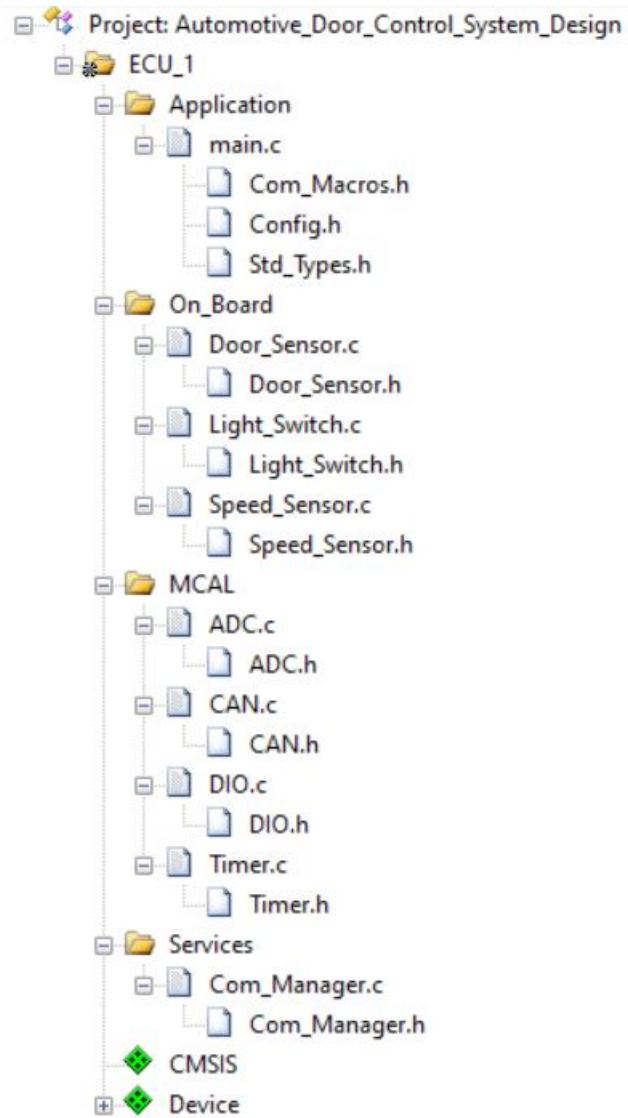 Project: Automotive_Door_Control_System_Design
ECU_1
Application
main.c
Com_Macros.h
Config.h
Std_Types.h
On_Board
Door_Sensor.c
Door_Sensor.h
Light_Switch.c
Light_Switch.h
Speed_Sensor.c
Speed_Sensor.h
MCAL
ADC.c
ADC.h
CAN.c
CAN.h
DIO.c
DIO.h
Timer.c
Timer.h
Services
Com_Manager.c
Com_Manager.h
CMSIS
Device